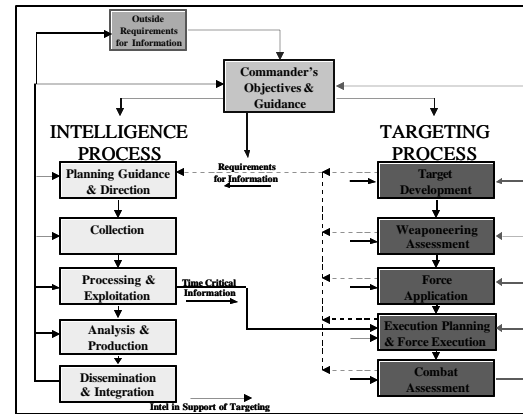 Outside
Requirements
for Information
Commander's
Objectives &
Guidance
INTELLIGENCE
PROCESS
TARGETING
PROCESS
Planning Guidance
& Direction
Requirements
for Information
Target
Development
Collection
Weaponeering
Assessment
Processing &
Exploitation
Time Critical
Information
Force
Application
Analysis &
Production
Execution Planning
& Force Execution
Dissemination
& Integration
Combat
Assessment
Intel in Support of Targeting